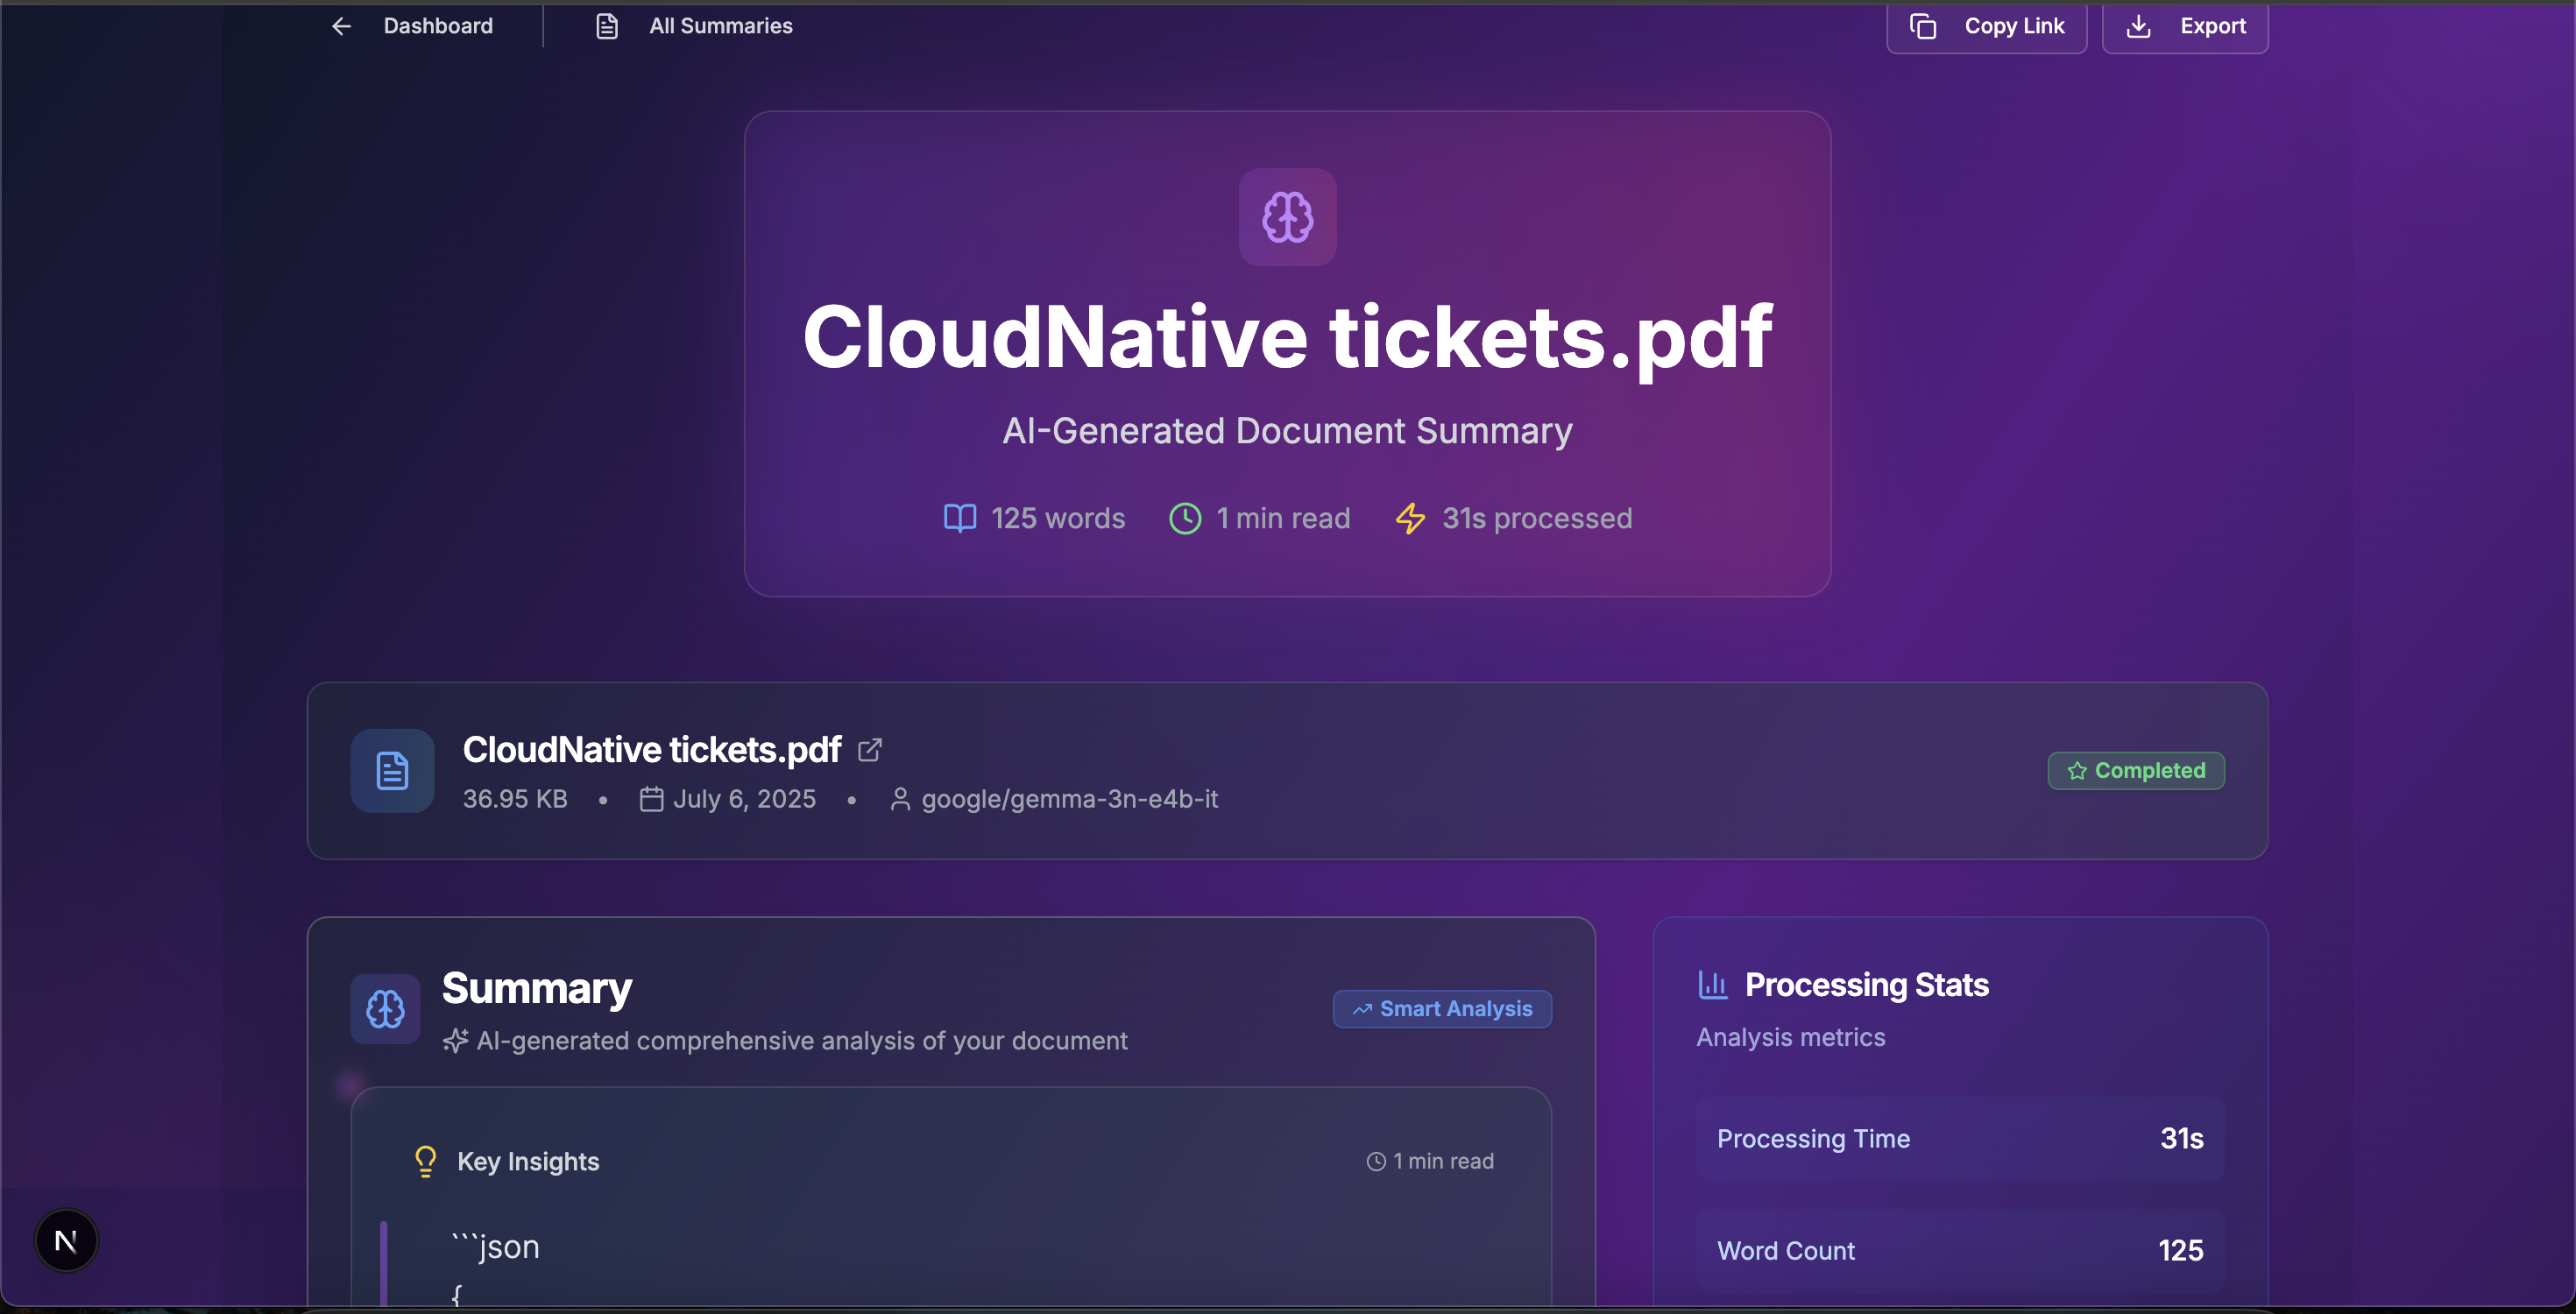 Dashboard
All Summaries
Copy Link
Export
CloudNative tickets.pdf
AI-Generated Document Summary
125 words
1 min read
31s processed
CloudNative tickets.pdf
36.95 KB • July 6, 2025 • google/gemma-3n-e4b-it
Completed
Summary
AI-generated comprehensive analysis of your document
Smart Analysis
Key Insights
1 min read
```json
{
Processing Stats
Analysis metrics
Processing Time 31s
Word Count 125
N